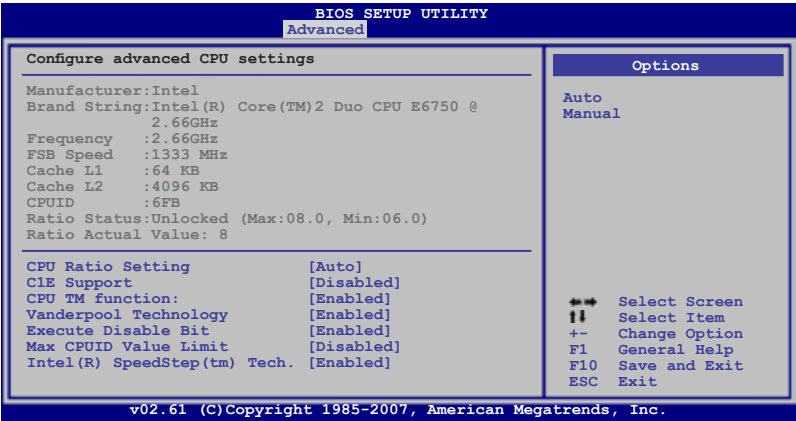 BIOS SETUP UTILITY
Advanced
Configure advanced CPU settings
Manufacturer:Intel
Brand String:Intel(R) Core(TM)2 Duo CPU E6750 @
2.66GHz
Frequency :2.66GHz
FSB Speed :1333 MHz
Cache L1 :64 KB
Cache L2 :4096 KB
CPUID :6FB
Ratio Status:Unlocked (Max:08.0, Min:06.0)
Ratio Actual Value: 8
CPU Ratio Setting [Auto]
C1E Support [Disabled]
CPU TM function: [Enabled]
Vanderpool Technology [Enabled]
Execute Disable Bit [Enabled]
Max CPUID Value Limit [Disabled]
Intel(R) SpeedStep(tm) Tech. [Enabled]
Options
Auto
Manual
←→ Select Screen
↑↓ Select Item
+- Change Option
F1 General Help
F10 Save and Exit
ESC Exit
v02.61 (C)Copyright 1985-2007, American Megatrends, Inc.